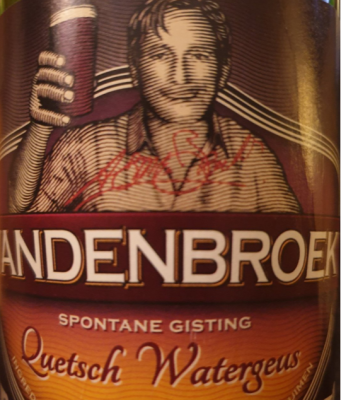 ANDENBROEK
SPONTANE GISTING
Quetsch Watergeus